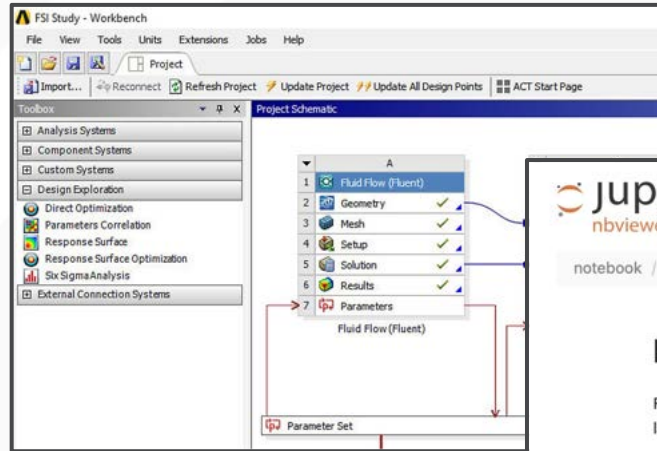 FSI Study - Workbench
File View Tools Units Extensions Jobs Help
Project
Import... Reconnect Refresh Project Update Project Update All Design Points ACT Start Page
Toolbox
Analysis Systems
Component Systems
Custom Systems
Design Exploration
Direct Optimization
Parameters Correlation
Response Surface
Response Surface Optimization
Six Sigma Analysis
External Connection Systems
Project Schematic
A
1 Fluid Flow (Fluent)
2 Geometry
3 Mesh
4 Setup
5 Solution
6 Results
7 Parameters
Fluid Flow (Fluent)
Parameter Set
jup
nbviewe
notebook /